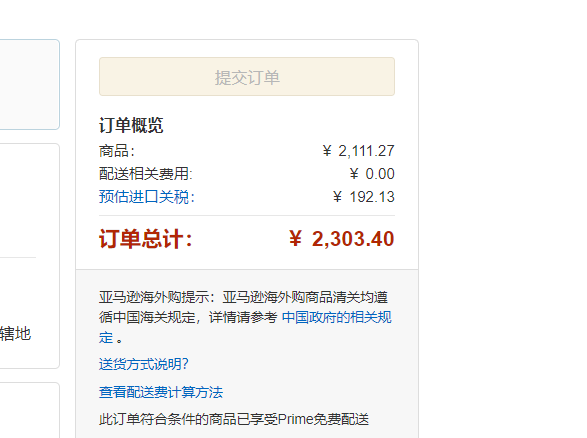 提交订单
订单概览
商品： ￥ 2,111.27
配送相关费用: ￥ 0.00
预估进口关税： ￥ 192.13
订单总计： ￥ 2,303.40
亚马逊海外购提示：亚马逊海外购商品清关均遵
循中国海关规定，详情请参考 中国政府的相关规
定 。
辖地
送货方式说明？
查看配送费计算方法
此订单符合条件的商品已享受Prime免费配送